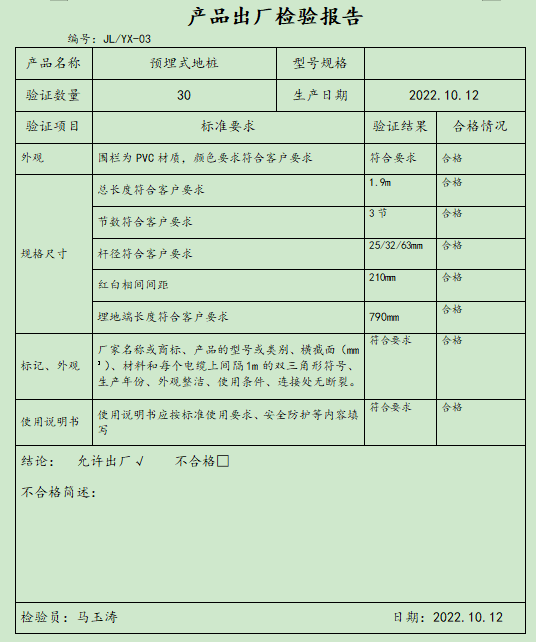 产品出厂检验报告
编号：JL/YX-03
产品名称 预埋式地桩 型号规格
验证数量 30 生产日期 2022.10.12
验证项目 标准要求 验证结果 合格情况
外观 围栏为PVC材质，颜色要求符合客户要求 符合要求 合格
规格尺寸
总长度符合客户要求 1.9m 合格
节数符合客户要求 3节 合格
杆径符合客户要求 25/32/63mm 合格
红白相间间距 210mm 合格
埋地端长度符合客户要求 790mm 合格
标记、外观
厂家名称或商标、产品的型号或类别、横截面（mm
³）、材料和每个电缆上间隔1m的双三角形符号、
生产年份、外观整洁、使用条件、连接处无断裂。
符合要求 合格
使用说明书
使用说明书应按标准使用要求、安全防护等内容填
写
符合要求 合格
结论： 允许出厂√ 不合格□
不合格简述：
检验员：马玉涛 日期：2022.10.12